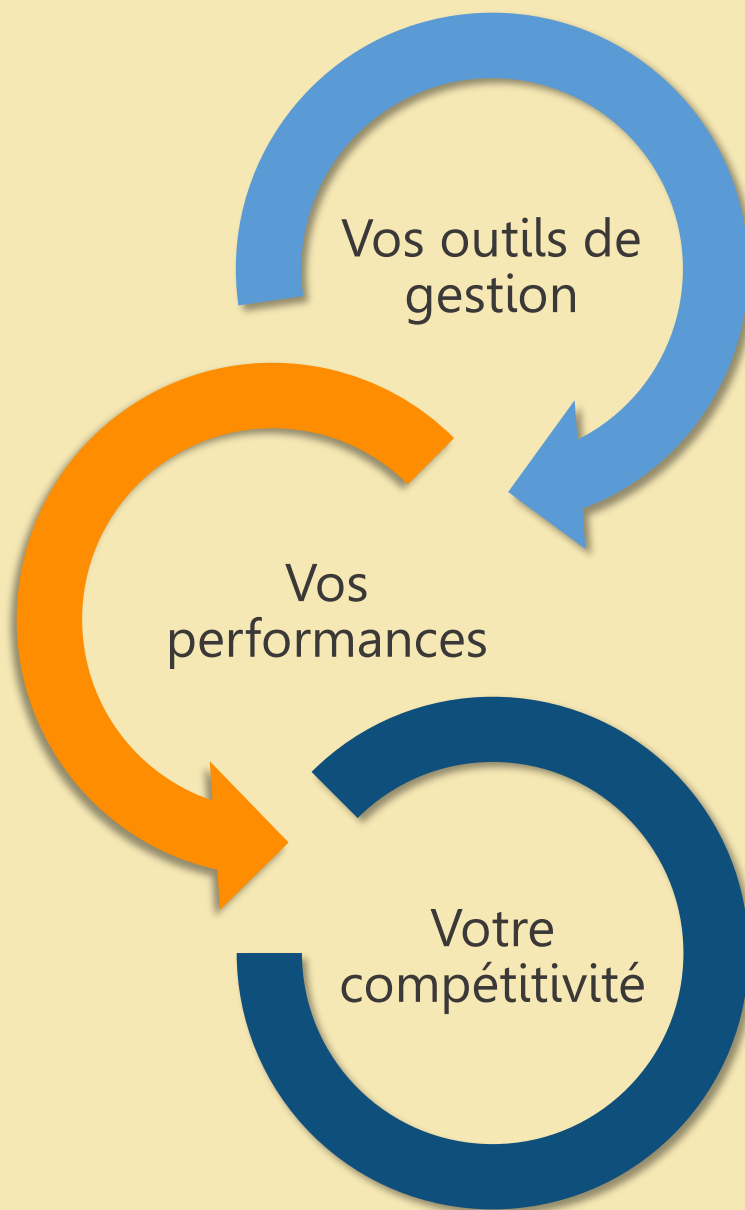 Vos outils de
gestion
Vos
performances
Votre
compétitivité